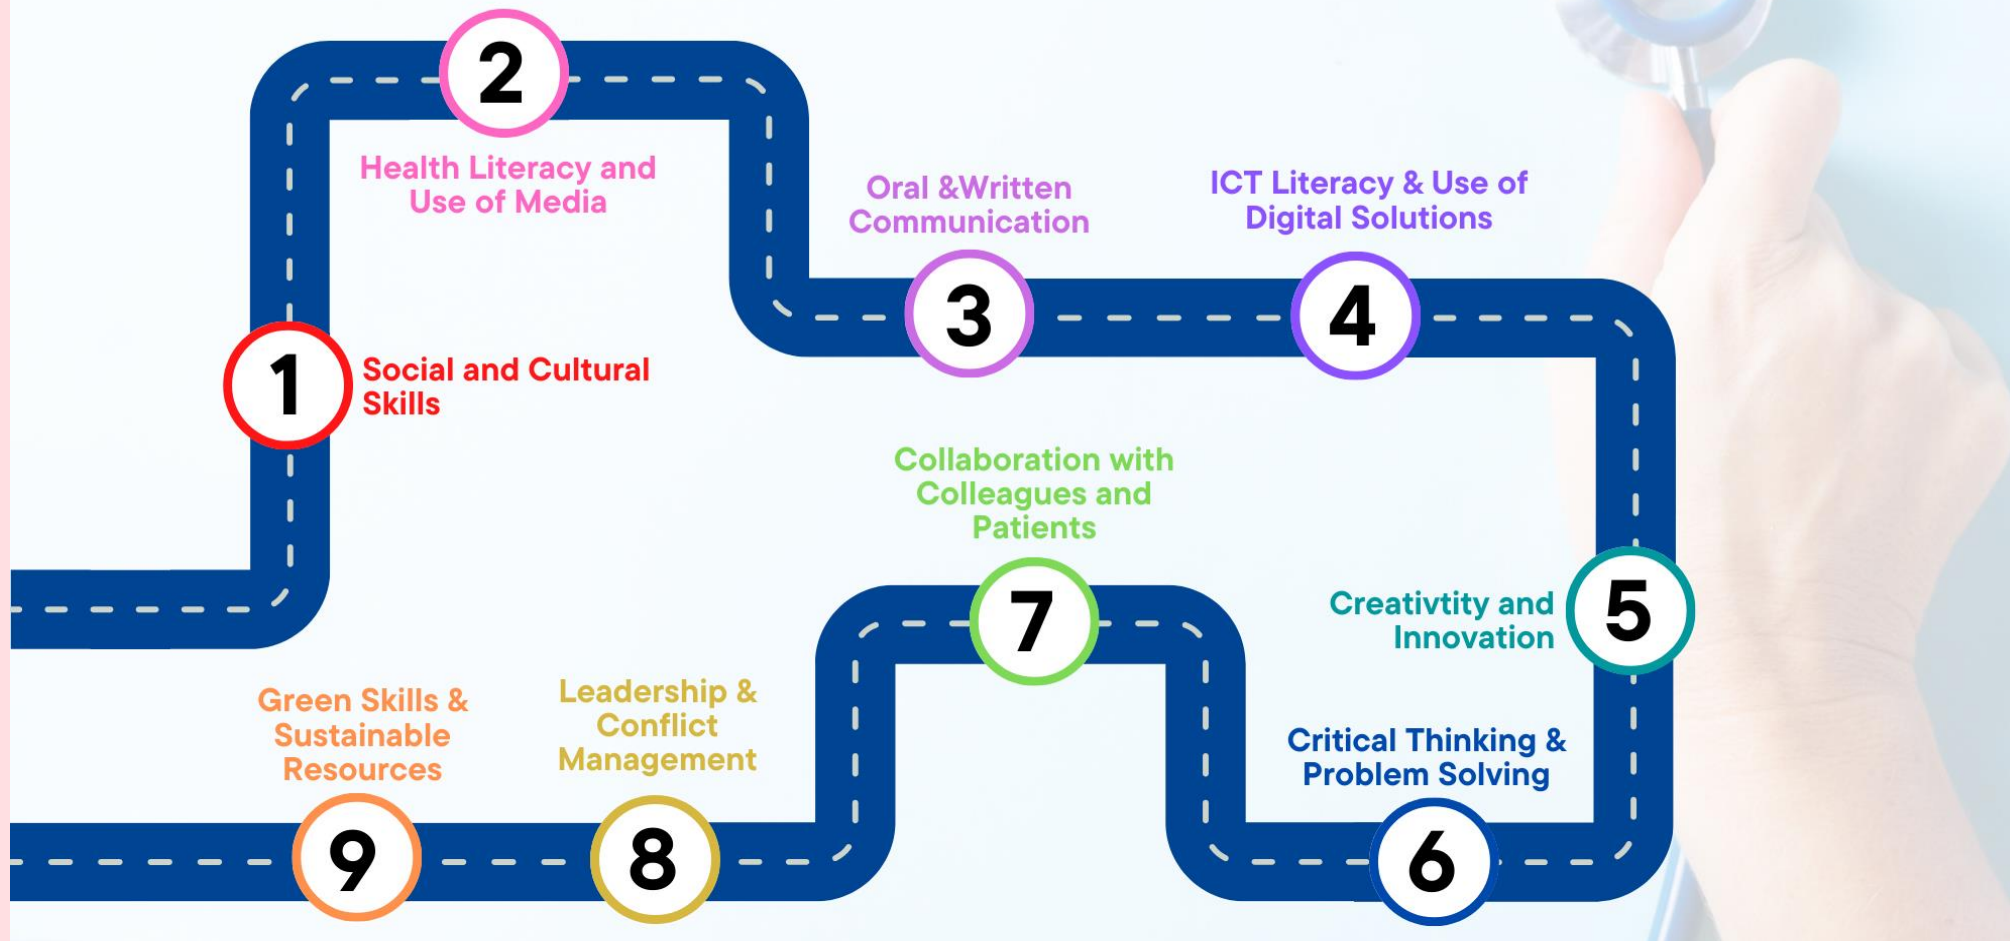 1
Social and Cultural
Skills
2
Health Literacy and
Use of Media
3
Oral &Written
Communication
4
ICT Literacy & Use of
Digital Solutions
5
Creativtity and
Innovation
6
Critical Thinking &
Problem Solving
7
Collaboration with
Colleagues and
Patients
8
Leadership &
Conflict
Management
9
Green Skills &
Sustainable
Resources